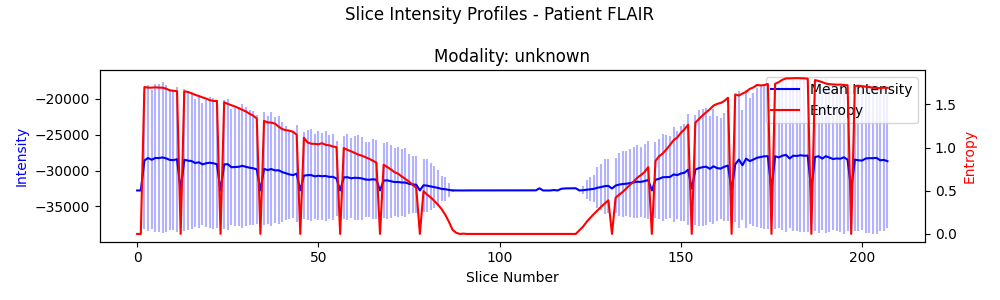 Slice Intensity Profiles - Patient FLAIR
Modality: unknown
Mean Intensity
Entropy
−20000
−25000
−30000
−35000
Intensity
1.5
1.0
0.5
0.0
Entropy
0
50
100
150
200
Slice Number